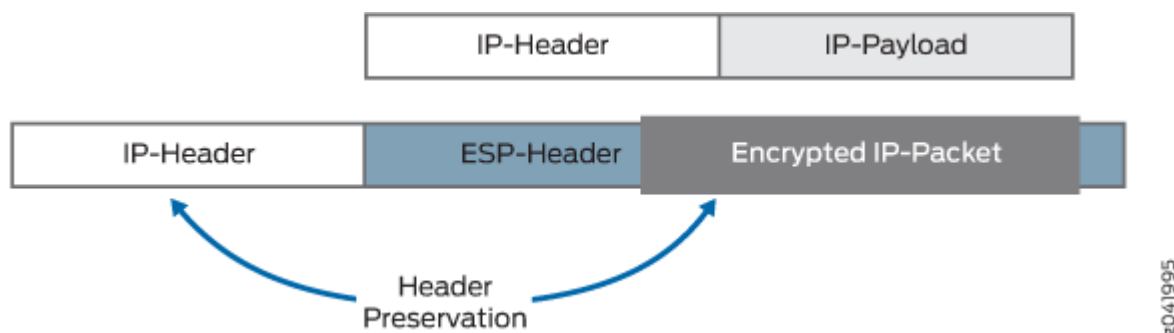 IP-Header IP-Payload
IP-Header ESP-Header Encrypted IP-Packet
Header
Preservation
g041995